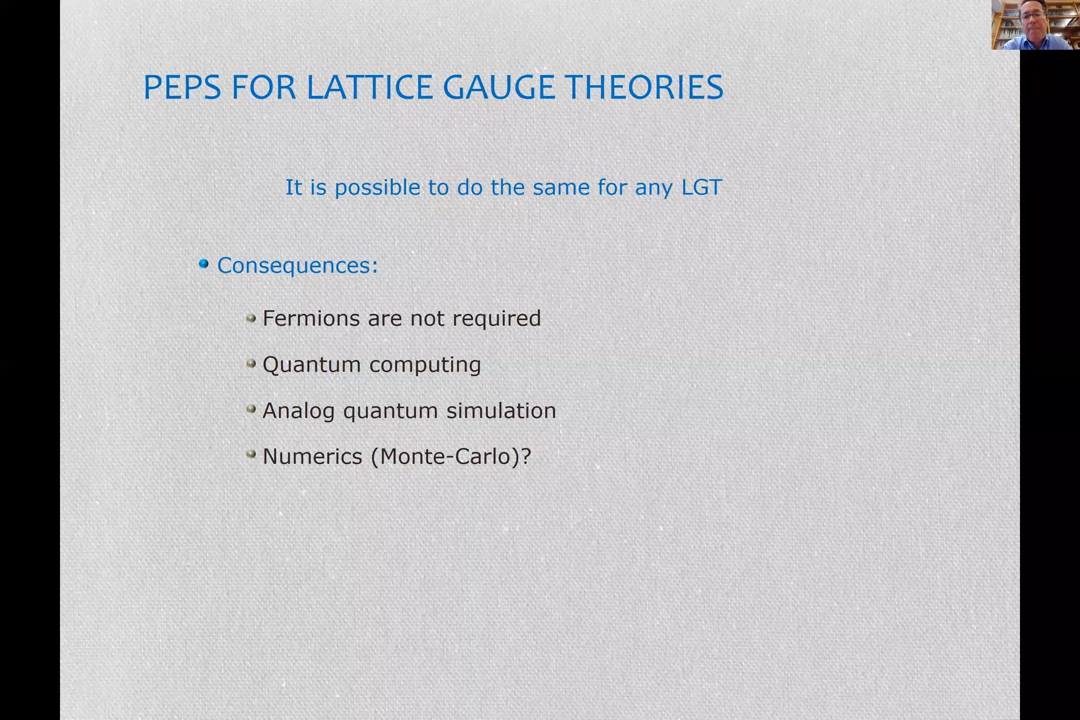 PEPS FOR LATTICE GAUGE THEORIES
It is possible to do the same for any LGT
Consequences:
Fermions are not required
Quantum computing
Analog quantum simulation
Numerics (Monte-Carlo)?